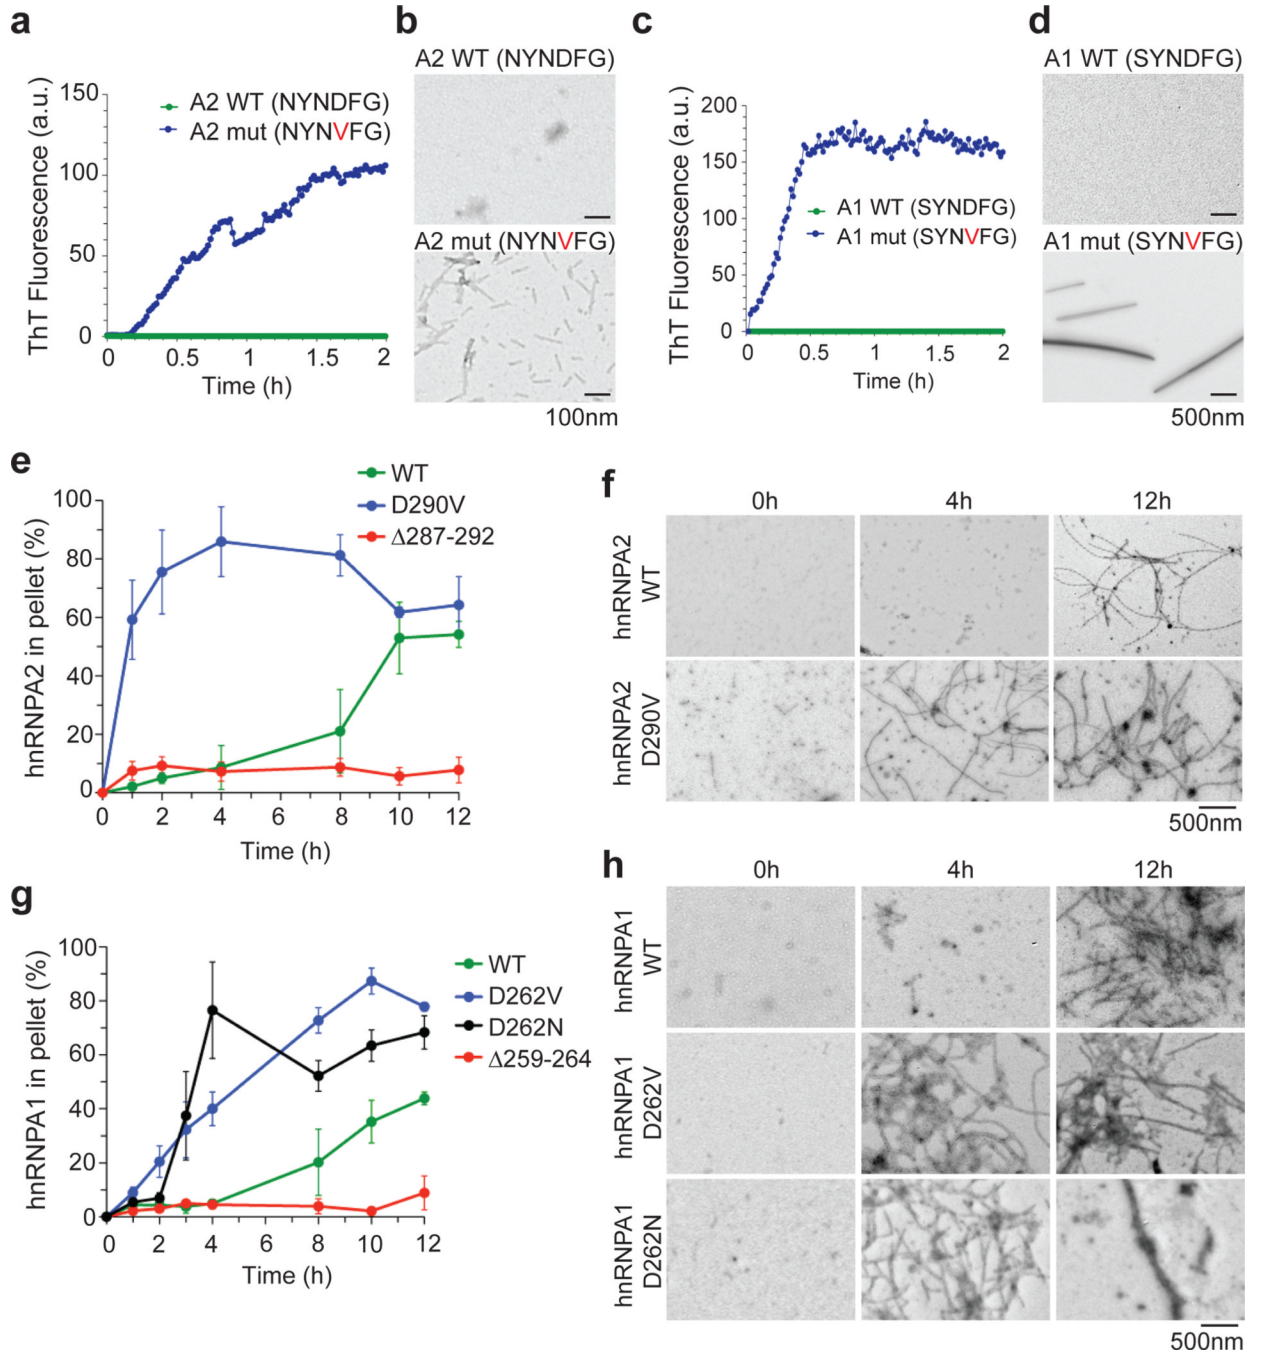 a
ThT Fluorescence (a.u.)
150
100
50
0
A2 WT (NYNDFG)
A2 mut (NYNVFG)
0 0.5 1 1.5 2
Time (h)
b
A2 WT (NYNDFG)
A2 mut (NYNVFG)
100nm
c
ThT Fluorescence (a.u.)
200
150
100
50
0
A1 WT (SYNDFG)
A1 mut (SYNVFG)
0 0.5 1 1.5 2
Time (h)
d
A1 WT (SYNDFG)
A1 mut (SYNVFG)
500nm
e
hnRNPA2 in pellet (%)
100
80
60
40
20
0
WT
D290V
Δ287-292
0 2 4 6 8 10 12
Time (h)
f
0h 4h 12h
hnRNPA2
WT
hnRNPA2
D290V
500nm
g
hnRNPA1 in pellet (%)
100
80
60
40
20
0
WT
D262V
D262N
Δ259-264
0 2 4 6 8 10 12
Time (h)
h
0h 4h 12h
hnRNPA1
WT
hnRNPA1
D262V
hnRNPA1
D262N
500nm